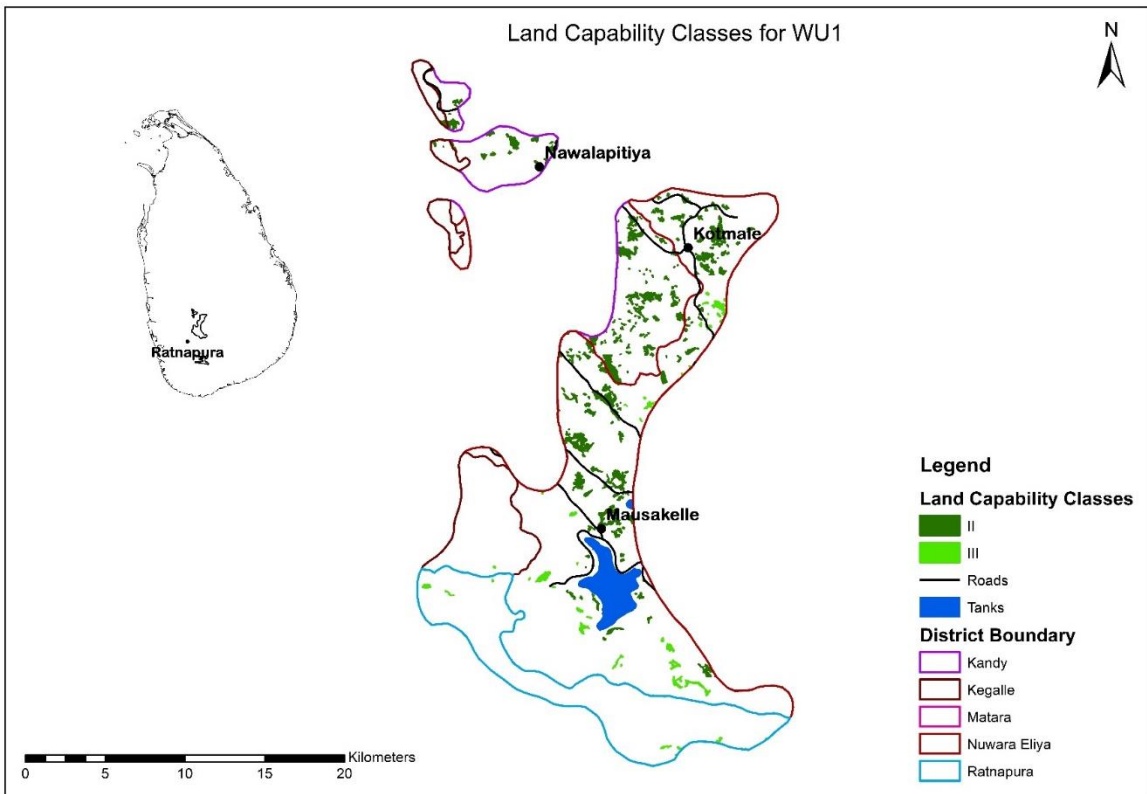 Land Capability Classes for WU1
N
Nawalapitiya
Kotmale
Ratnapura
Mausakelle
Legend
Land Capability Classes
II
III
Roads
Tanks
District Boundary
Kandy
Kegalle
Matara
Nuwara Eliya
Ratnapura
Kilometers
0 5 10 15 20